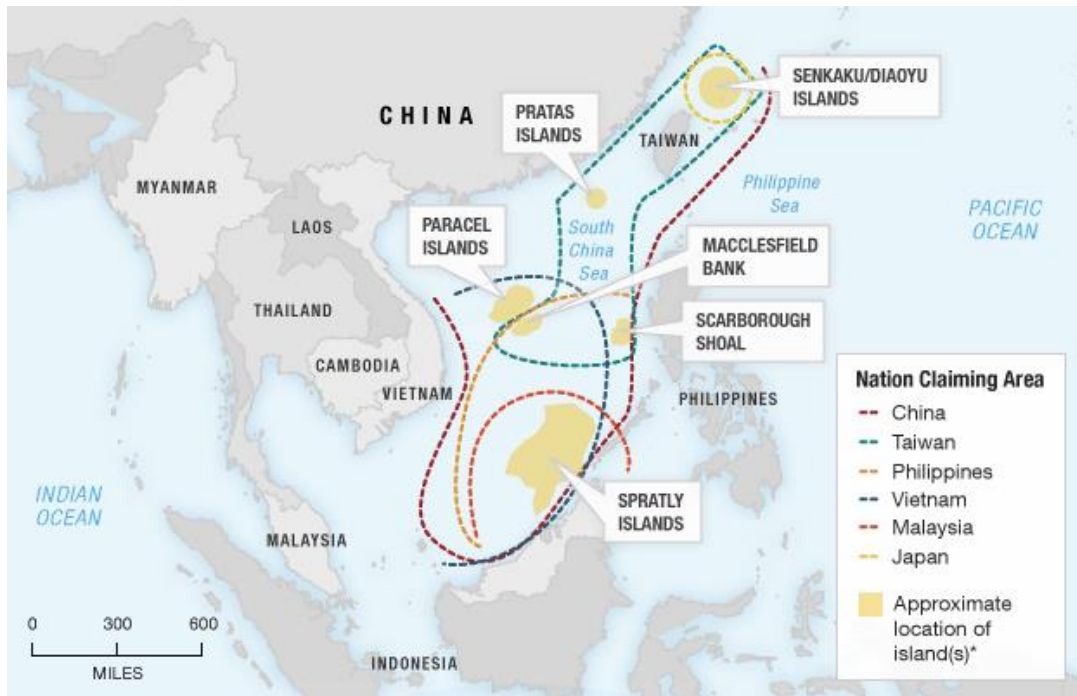 SENKAKU/DIAOYU
ISLANDS
CHINA
PRATAS
ISLANDS
TAIWAN
MYANMAR
Philippine
Sea
PACIFIC
OCEAN
LAOS
PARACEL
ISLANDS
South
China
Sea
MACCLESFIELD
BANK
THAILAND
SCARBOROUGH
SHOAL
CAMBODIA
VIETNAM
PHILIPPINES
Nation Claiming Area
China
Taiwan
Philippines
Vietnam
Malaysia
Japan
Approximate
location of
island(s)*
INDIAN
OCEAN
SPRATLY
ISLANDS
MALAYSIA
0 300 600
MILES
INDONESIA